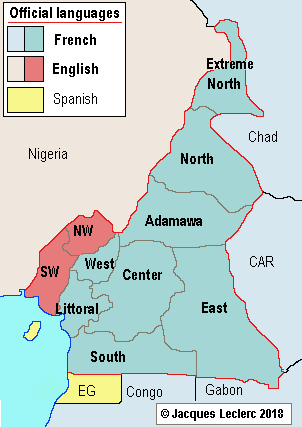 Official languages
French
English
Spanish
Extreme
North
Chad
Nigeria
North
Adamawa
NW
West
Center
CAR
SW
Littoral
East
South
EG
Congo
Gabon
© Jacques Leclerc 2018